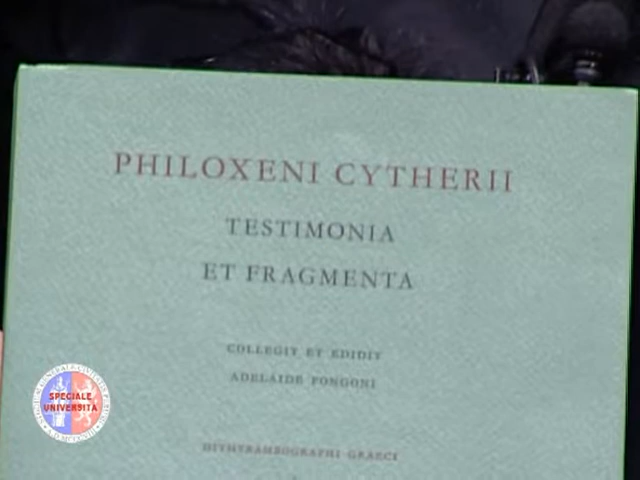 PHILOXENI CYTHERII
TESTIMONIA
ET FRAGMENTA
COLLEGIT ET EDIDIT
ADELAIDE FONGONI
DITHYRAMBOGRAPHI GRAECI
SPECIALE
UNIVERSITÀ